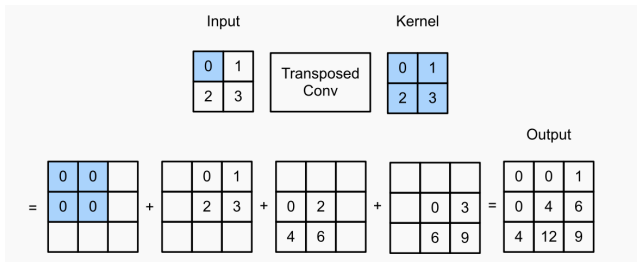 Input Kernel
0 1 Transposed Conv 0 1
2 3 2 3
Output
0 0 0 1 0 0 1
= 0 0 + 2 3 + 0 2 + 0 3 = 0 4 6
4 6 6 9 4 12 9